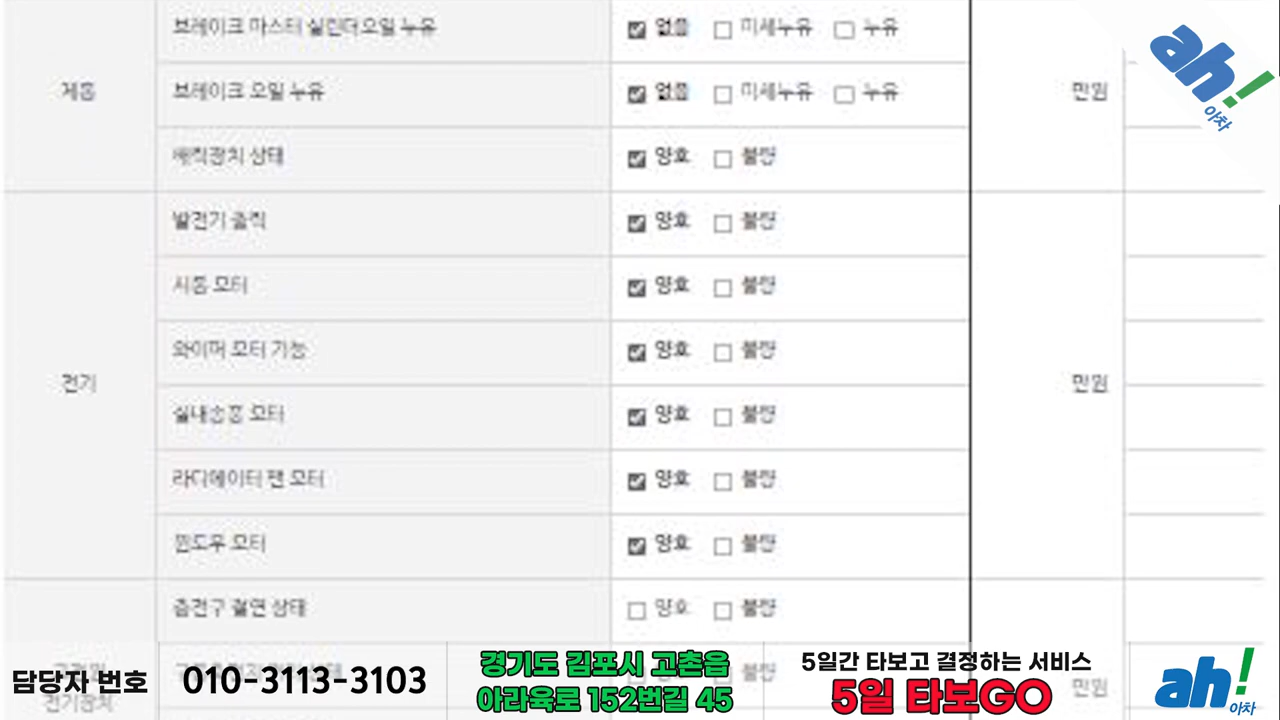 브레이크 마스터 실린더오일 누유 없음 미세누유 누유
제동 브레이크 오일 누유 없음 미세누유 누유 만원
배력장치 상태 양호 불량
발전기 출력 양호 불량
시동 모터 양호 불량
와이퍼 모터 기능 양호 불량
전기 만원
실내송풍 모터 양호 불량
라디에이터 팬 모터 양호 불량
윈도우 모터 양호 불량
충전구 절연 상태 양호 불량
불량
전기장치 만원
ah!
아차
담당자 번호 010-3113-3103
경기도 김포시 고촌읍
아라육로 152번길 45
5일간 타보고 결정하는 서비스
5일 타보GO
ah!
아차